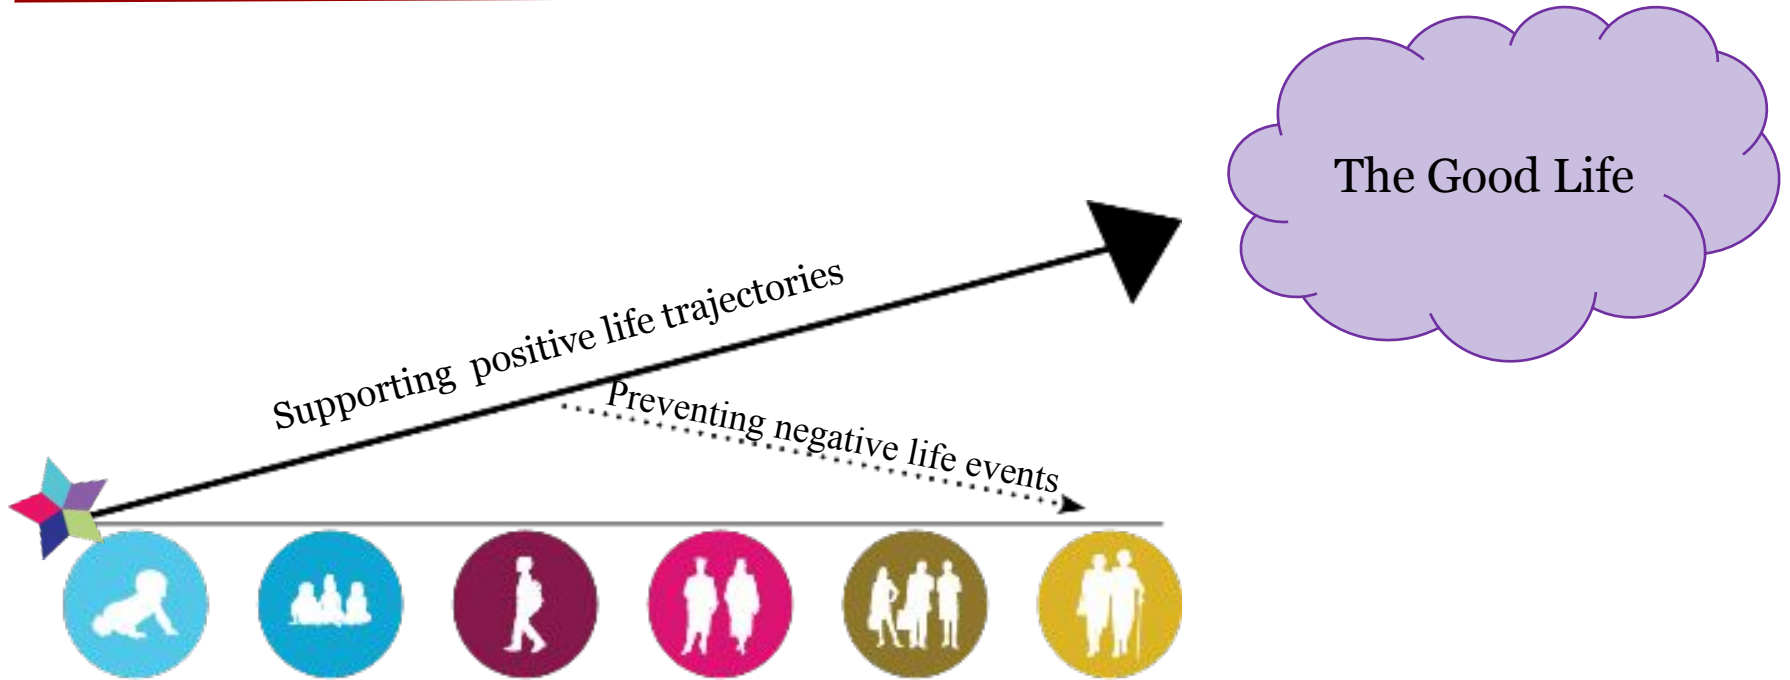 The Good Life
Supporting positive life trajectories
Preventing negative life events